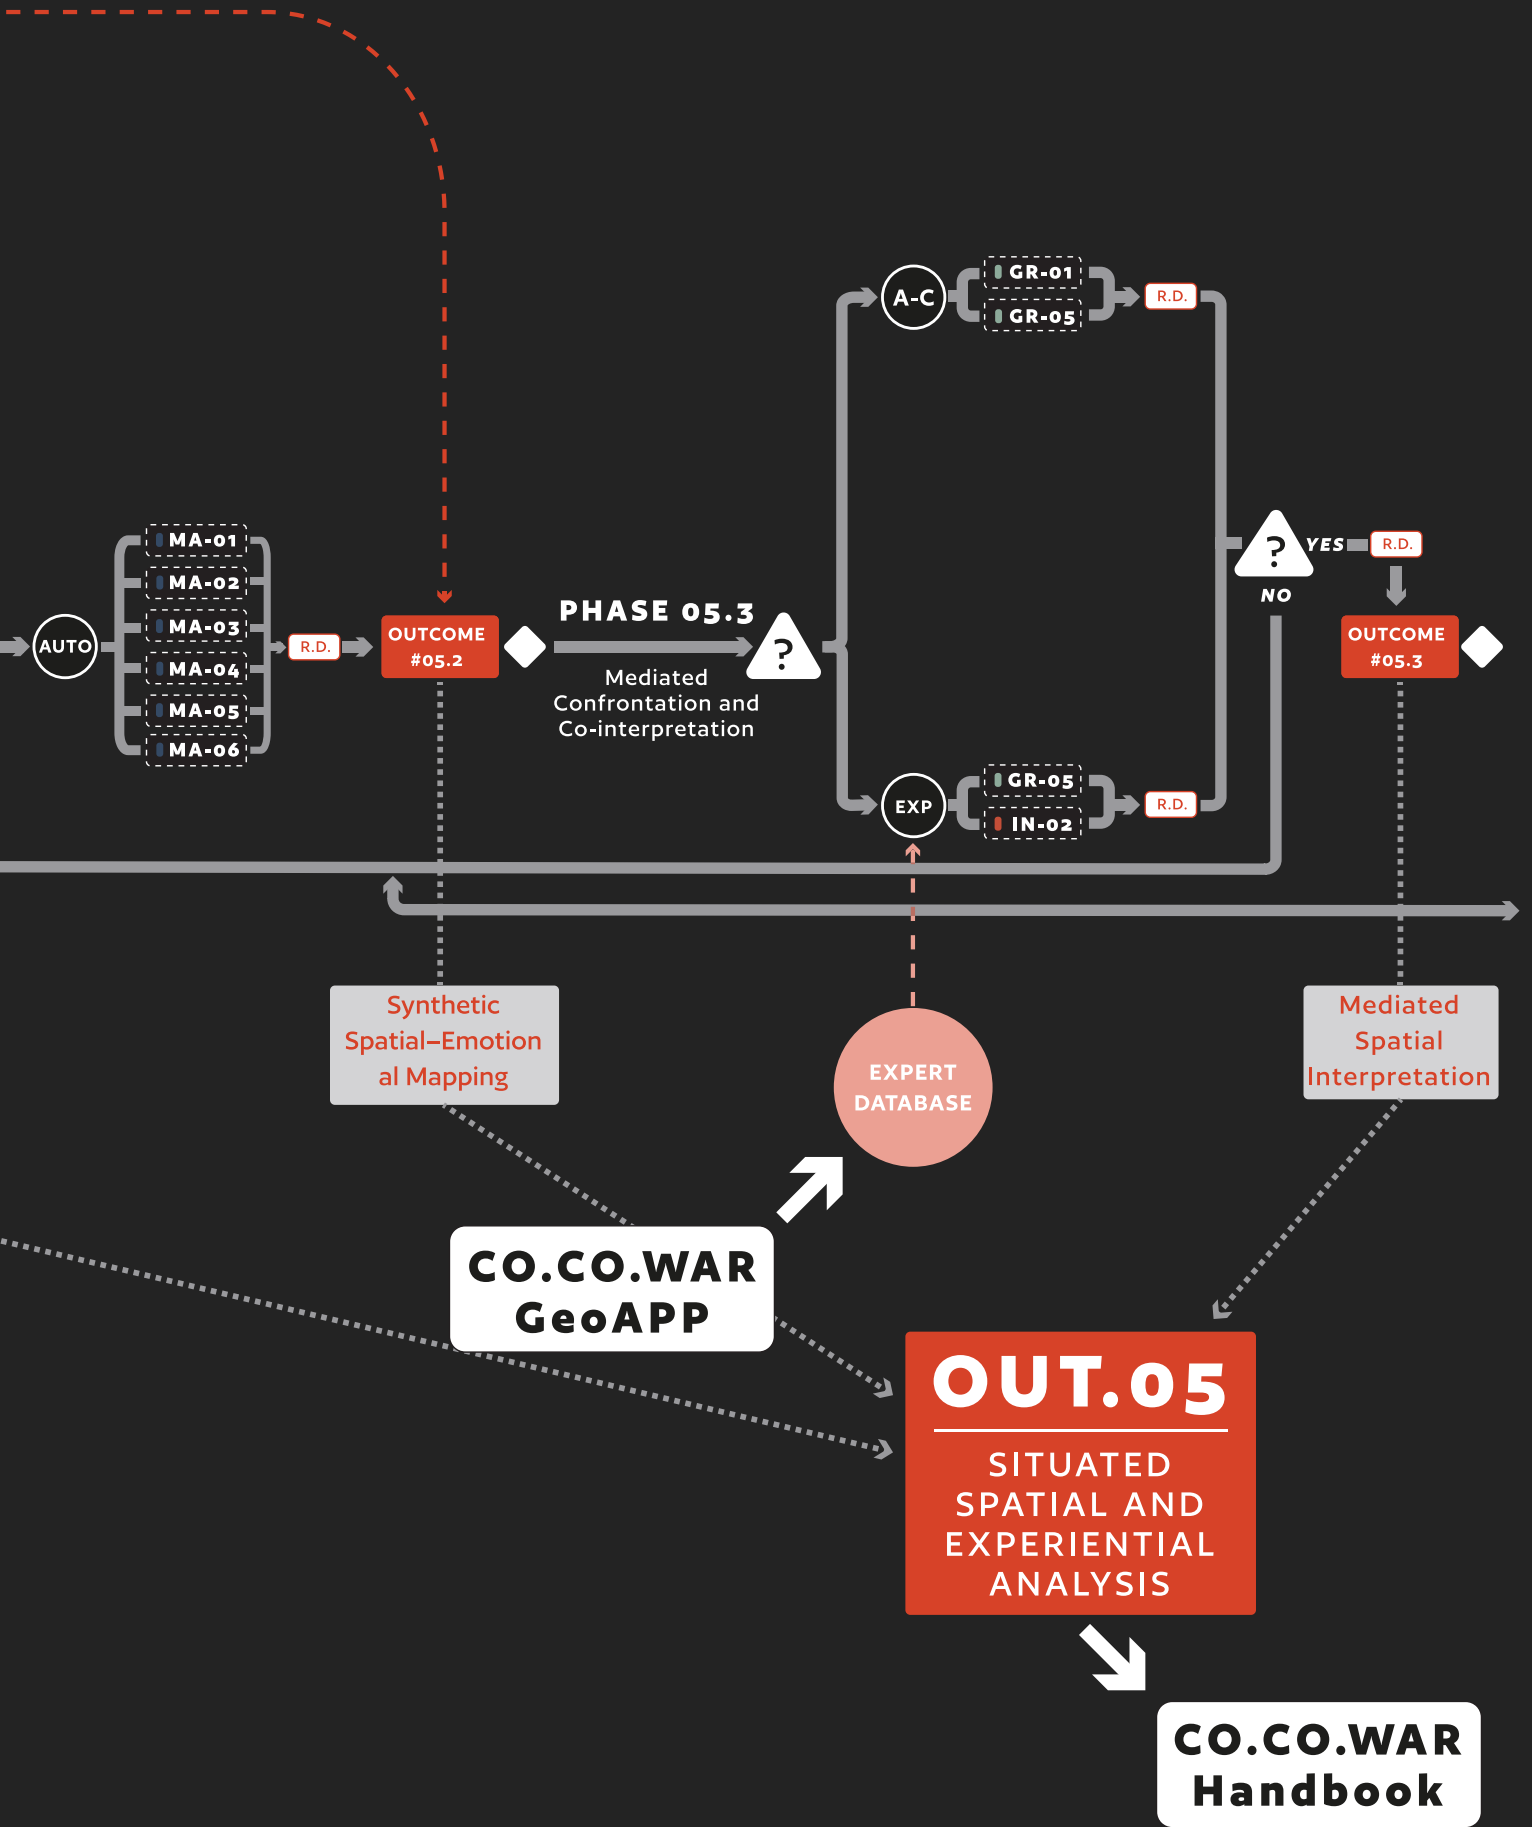 GR-01
A-C
R.D.
GR-05
MA-01
MA-02
MA-03
AUTO
R.D.
MA-04
MA-05
MA-06
OUTCOME
#05.2
PHASE 05.3
Mediated
Confrontation and
Co-interpretation
?
?
YES
R.D.
NO
OUTCOME
#05.3
GR-05
EXP
R.D.
IN-02
Synthetic
Spatial–Emotion
al Mapping
EXPERT
DATABASE
Mediated
Spatial
Interpretation
CO.CO.WAR
GeoAPP
OUT.05
SITUATED
SPATIAL AND
EXPERIENTIAL
ANALYSIS
CO.CO.WAR
Handbook